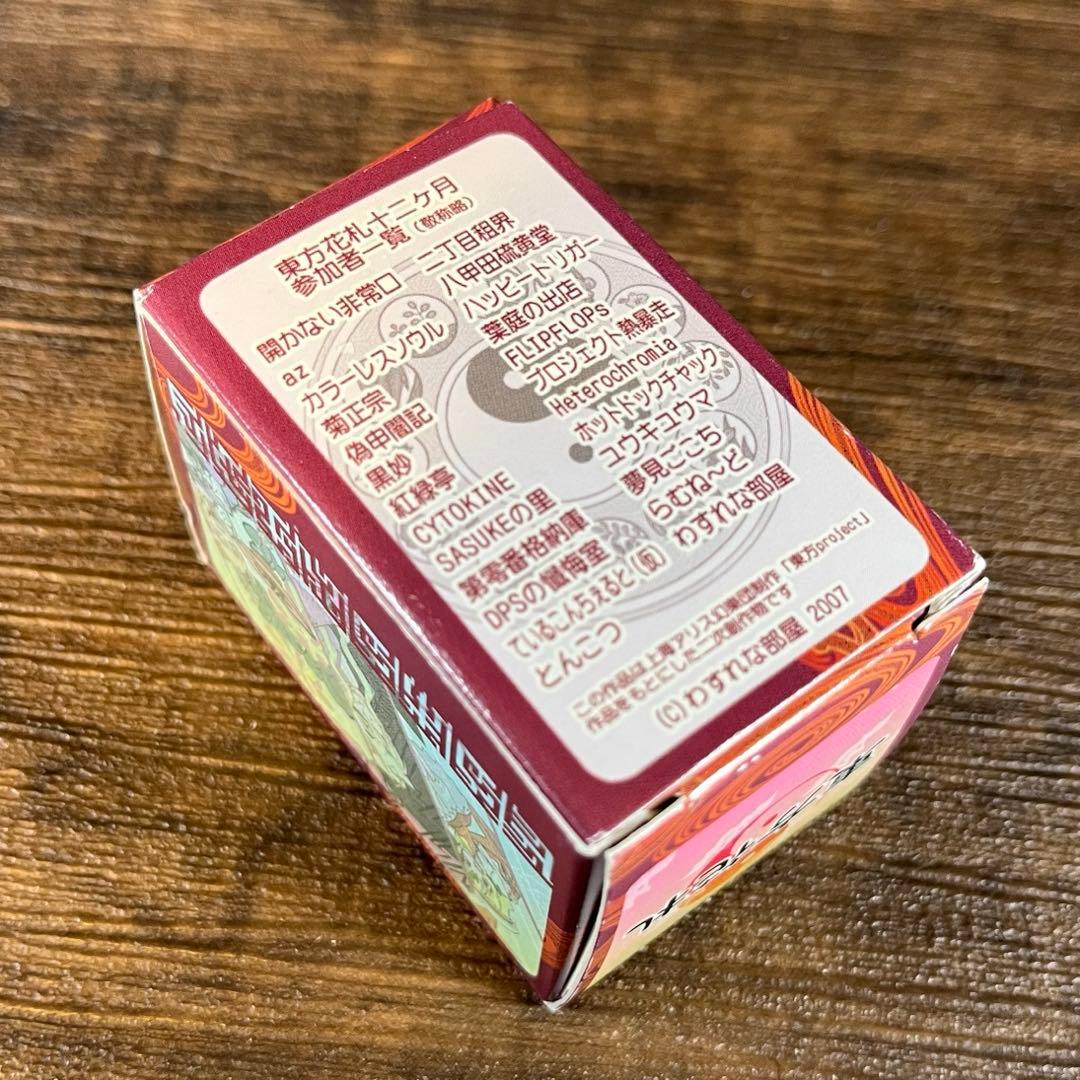 東方花札十二ヶ月
参加者一覧(敬称略)
開かない非常口
az
カラーレスソウル
菊正宗
偽甲闇記
黒妙
紅緑亭
CYTOKINE
SASUKEの里
第零番格納庫
DPSの懺悔室
ているこんちぇると(仮)
とんこつ
二丁目租界
八甲田硫黄堂
ハッピートリガー
葉庭の出店
FLIPFLOPs
プロジェクト熱暴走
Heterochromia
ホットドックチャック
ユウキユウマ
夢見ごこち
らむね~ど
わすれな部屋
この作品は上海アリス幻樂団制作「東方project」
作品をもとにした二次創作物です
(C)わすれな部屋 2007